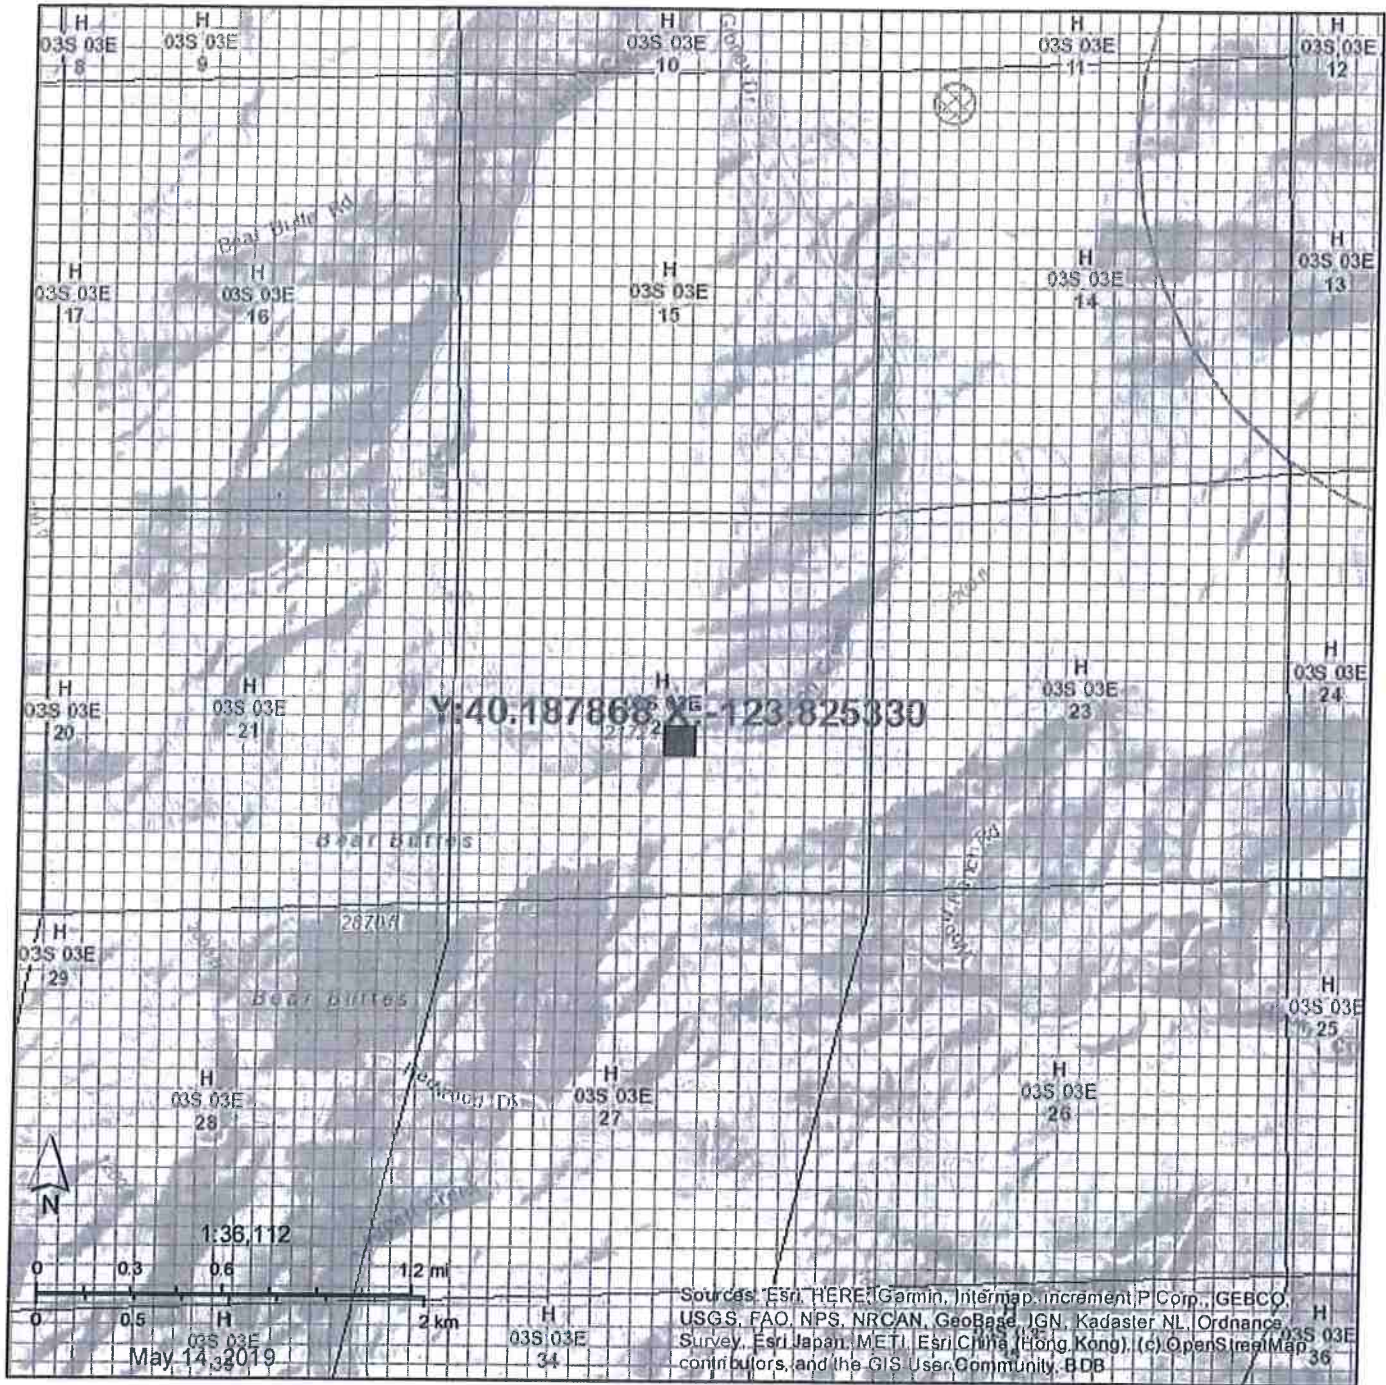 H
03S 03E
8
H
03S 03E
9
H
03S 03E
10
H
03S 03E
11
H
03S 03E
12
Bear Butte Rd
H
03S 03E
17
H
03S 03E
16
H
03S 03E
15
H
03S 03E
14
H
03S 03E
13
H
03S 03E
20
H
03S 03E
21
H
Y:40.187868,X:-123.825330
H
03S 03E
23
H
03S 03E
24
Bear Buttes
2870 ft
H
03S 03E
29
Bear Buttes
H
03S 03E
25
H
03S 03E
28
H
03S 03E
27
H
03S 03E
26
N
1:36,112
0 0.3 0.6 1.2 mi
0 0.5 2 km
H
03S 03E
May 14, 2019
H
03S 03E
34
H
03S 03E
36
Sources: Esri, HERE, Garmin, Intermap, increment P Corp., GEBCO,
USGS, FAO, NPS, NRCAN, GeoBase, IGN, Kadaster NL, Ordnance
Survey, Esri Japan, METI, Esri China (Hong Kong), (c) OpenStreetMap
contributors, and the GIS User Community, BDB